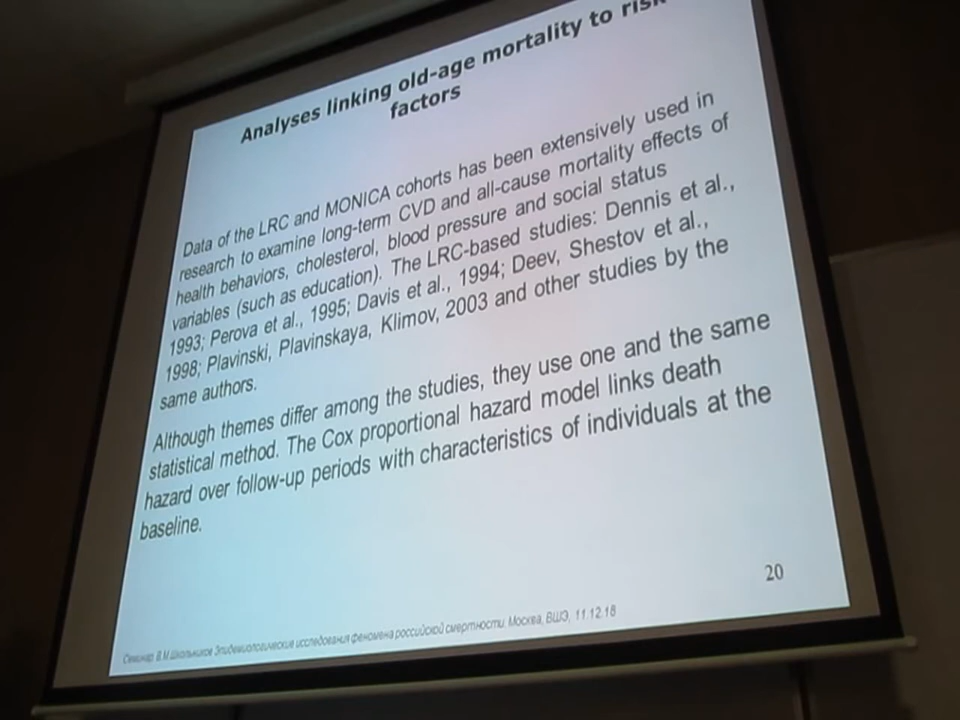 Analyses linking old-age mortality to risk
factors
Data of the LRC and MONICA cohorts has been extensively used in
research to examine long-term CVD and all-cause mortality effects of
health behaviors, cholesterol, blood pressure and social status
variables (such as education). The LRC-based studies: Dennis et al.,
1993; Perova et al., 1995; Davis et al., 1994; Deev, Shestov et al.,
1998; Plavinski, Plavinskaya, Klimov, 2003 and other studies by the
same authors.
Although themes differ among the studies, they use one and the same
statistical method. The Cox proportional hazard model links death
hazard over follow-up periods with characteristics of individuals at the
baseline.
20
Семинар В.М.Школьников Эпидемиологические исследования феномена российской смертности. Москва, ВШЭ, 11.12.18